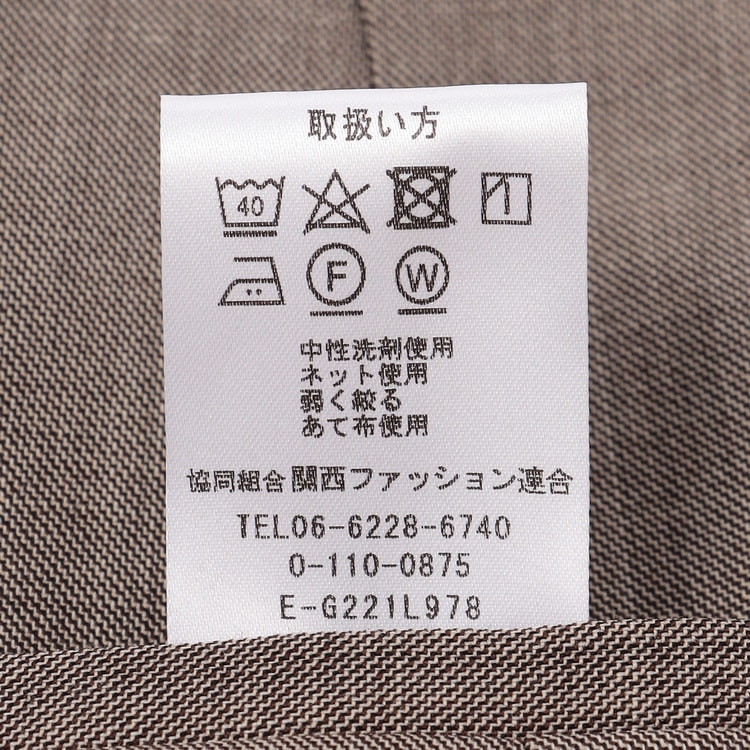 取扱い方
40
F W
中性洗剤使用
ネット使用
弱く絞る
あて布使用
協同組合関西ファッション連合
TEL06-6228-6740
0-110-0875
E-G221L978